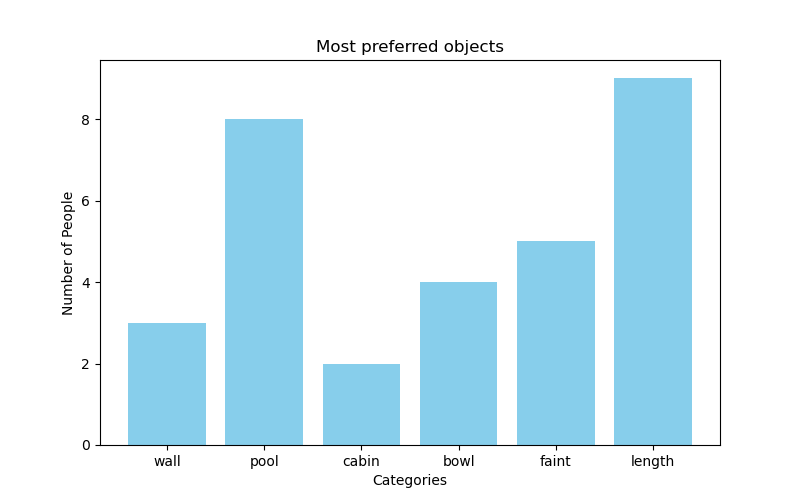 Most preferred objects
Number of People
8
6
4
2
0
wall pool cabin bowl faint length
Categories